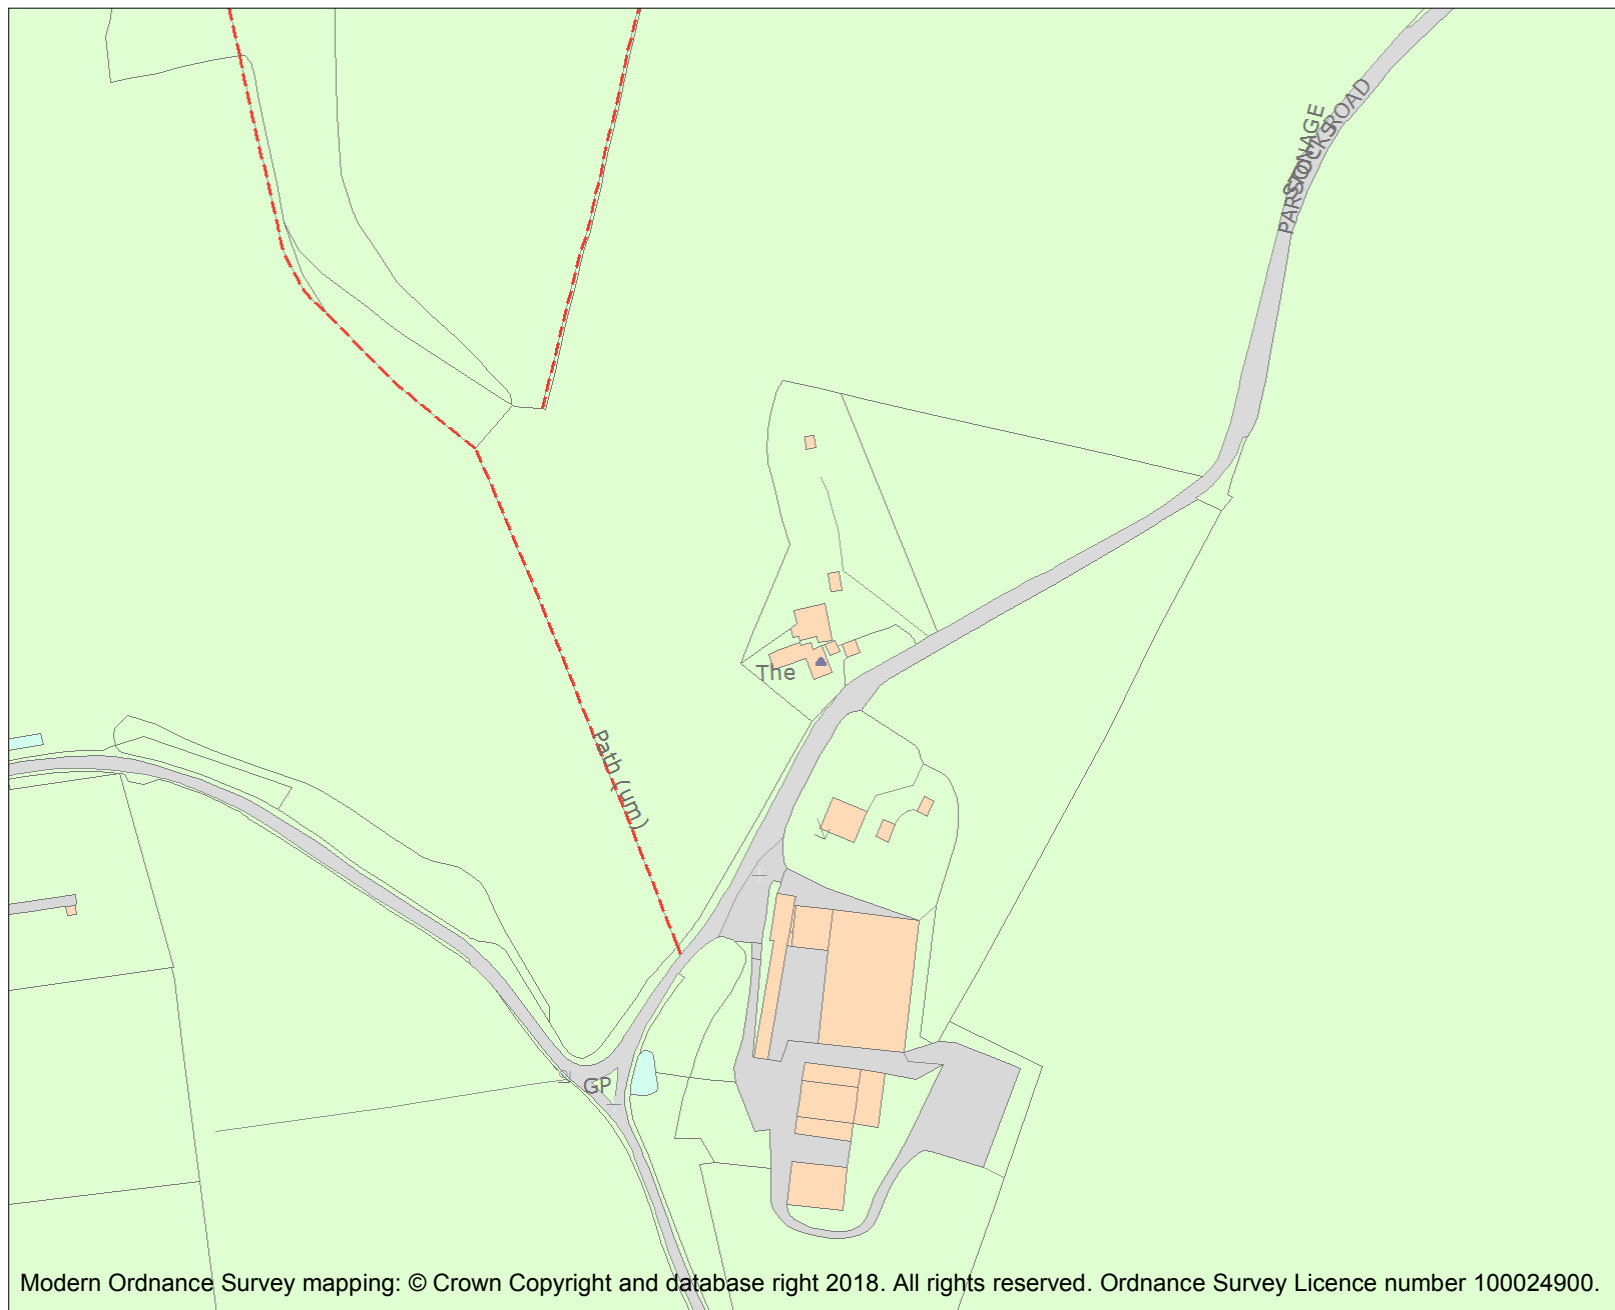 PARSONAGE
STOCKS ROAD
The
Path (um)
GP
Modern Ordnance Survey mapping: © Crown Copyright and database right 2018. All rights reserved. Ordnance Survey Licence number 100024900.